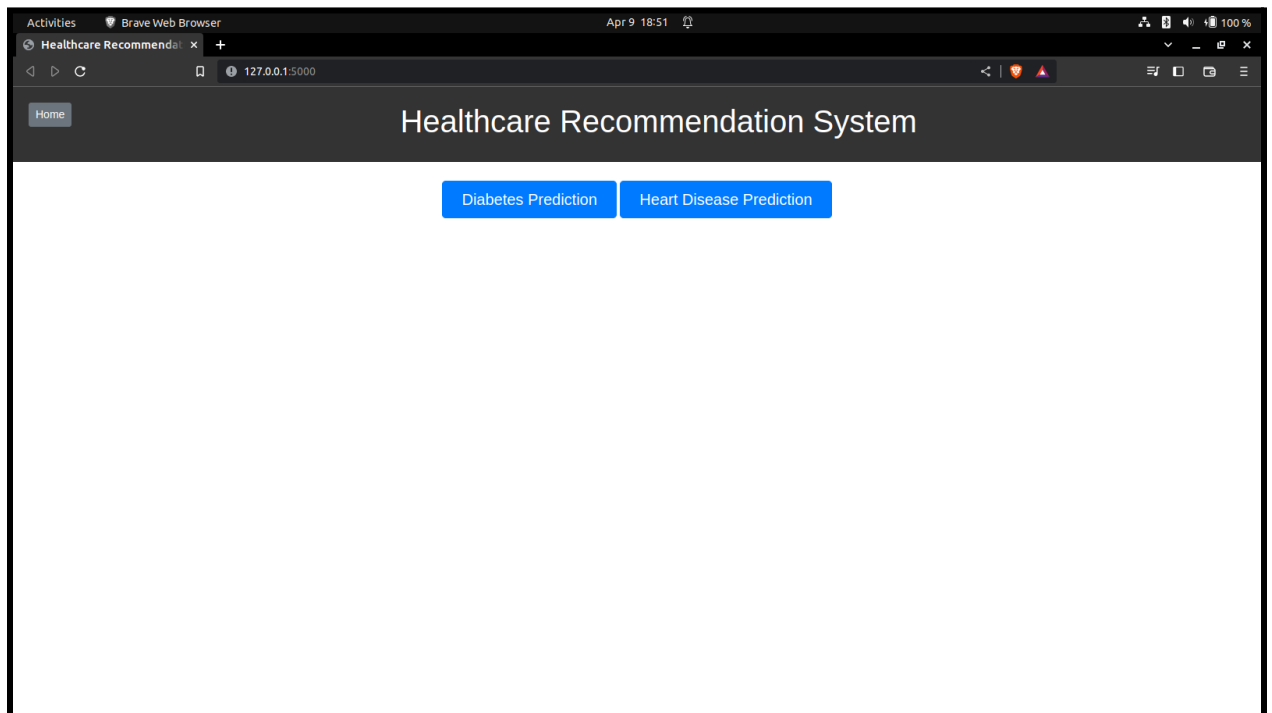 Activities Brave Web Browser Apr 9 18:51 100 %
Healthcare Recommendat
127.0.0.1:5000
Home Healthcare Recommendation System
Diabetes Prediction Heart Disease Prediction